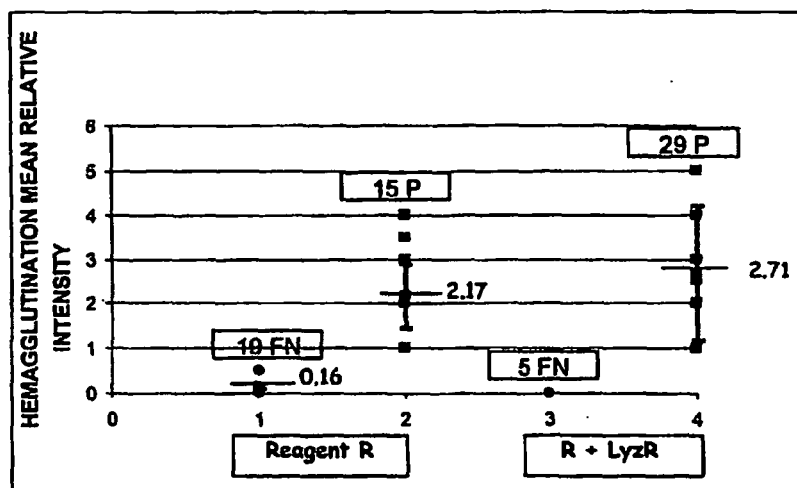 HEMAGGLUTINATION MEAN RELATIVE
INTENSITY
6
5
4
3
2
1
0
29 P
15 P
2.71
2.17
19 FN
0.16
5 FN
0 1 2 3 4
Reagent R
R + LyzR